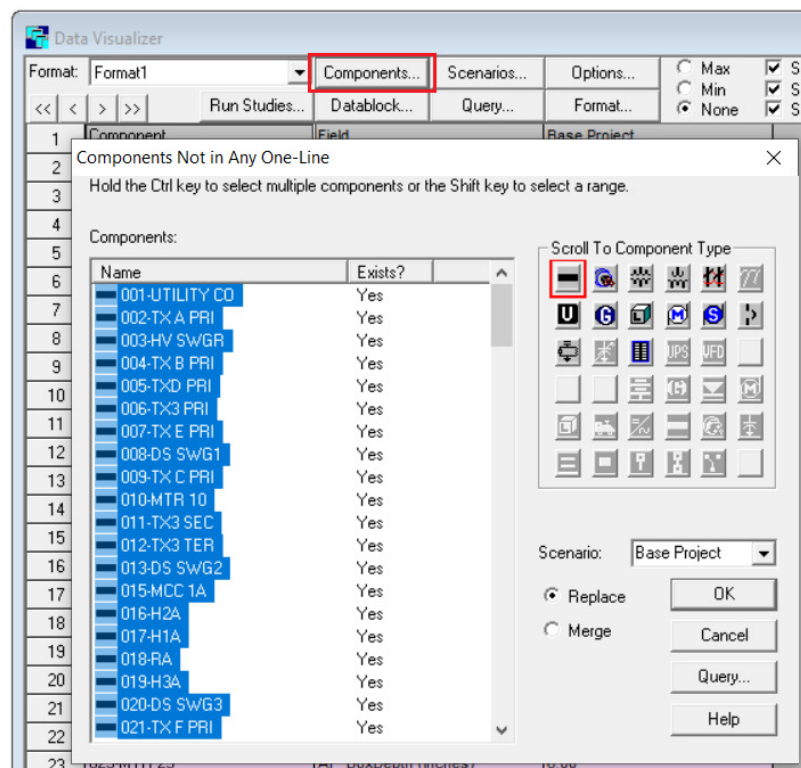 Data Visualizer
Format: Format1 Components... Scenarios... Options... Max S
Min S
<< < > >> Run Studies... Datablock... Query... Format... None S
1 Component Field Base Project
2
3
4
5
6
7
8
9
10
11
12
13
14
15
16
17
18
19
20
21
22
23
Components Not in Any One-Line
Hold the Ctrl key to select multiple components or the Shift key to select a range.
Components:
Name Exists?
001-UTILITY CO Yes
002-TX A PRI Yes
003-HV SWGR Yes
004-TX B PRI Yes
005-TXD PRI Yes
006-TX3 PRI Yes
007-TX E PRI Yes
008-DS SWG1 Yes
009-TX C PRI Yes
010-MTR 10 Yes
011-TX3 SEC Yes
012-TX3 TER Yes
013-DS SWG2 Yes
015-MCC 1A Yes
016-H2A Yes
017-H1A Yes
018-RA Yes
019-H3A Yes
020-DS SWG3 Yes
021-TX F PRI Yes
Scroll To Component Type
U G M S
UPS VFD
G M
Scenario: Base Project
Replace OK
Merge Cancel
Query...
Help